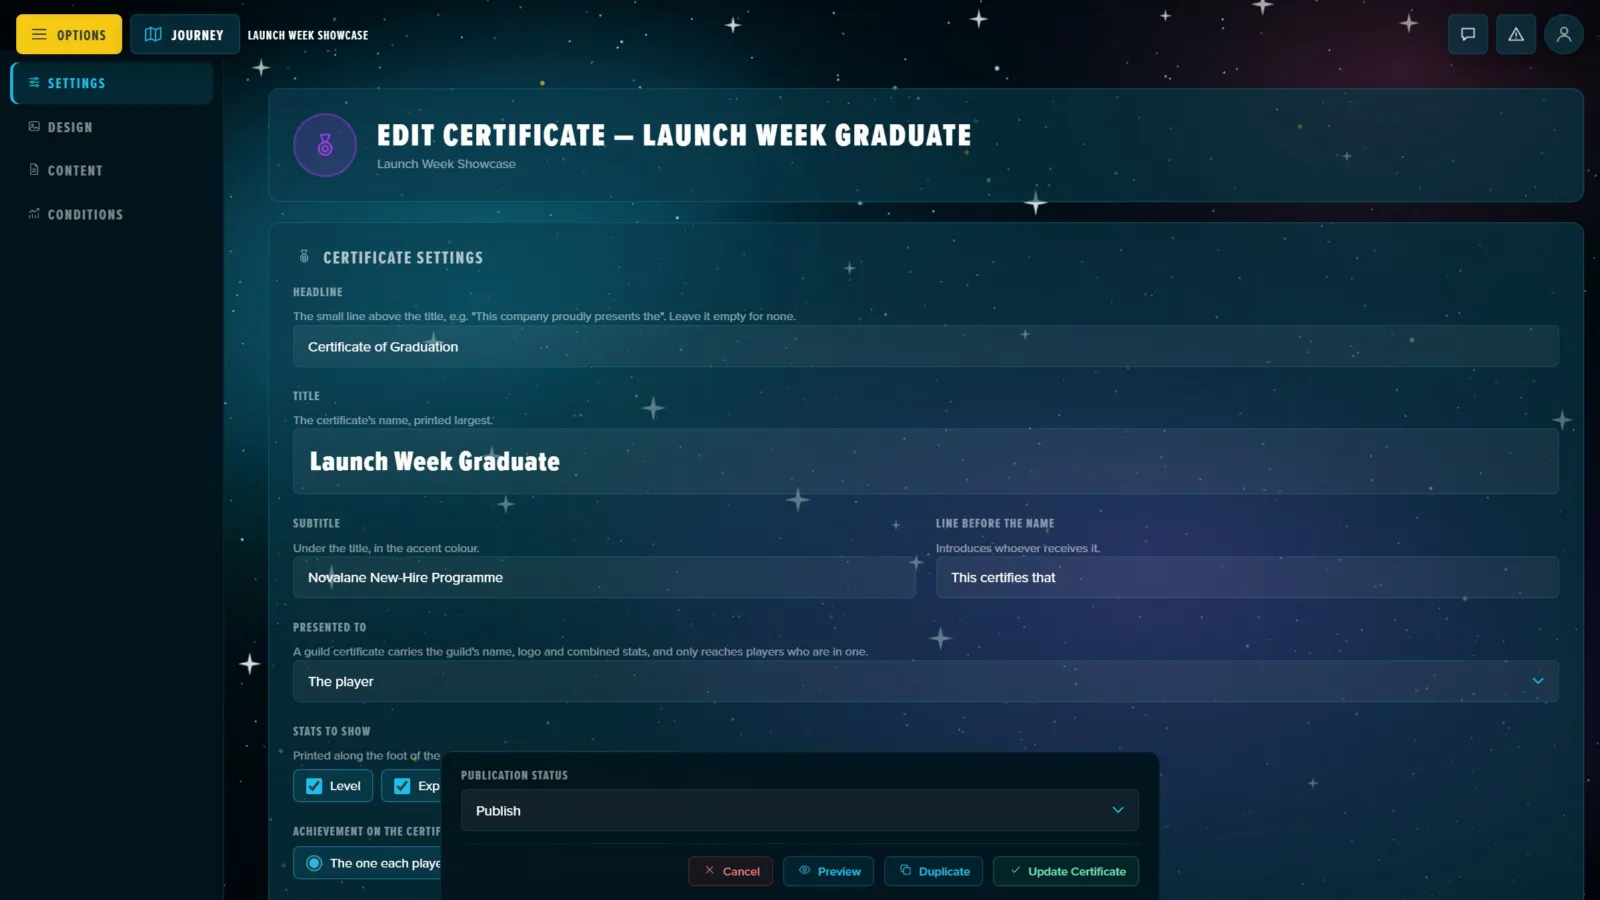 OPTIONS
JOURNEY
LAUNCH WEEK SHOWCASE
SETTINGS
DESIGN
CONTENT
CONDITIONS
EDIT CERTIFICATE — LAUNCH WEEK GRADUATE
Launch Week Showcase
CERTIFICATE SETTINGS
HEADLINE
The small line above the title, e.g. "This company proudly presents the". Leave it empty for none.
Certificate of Graduation
TITLE
The certificate's name, printed largest.
Launch Week Graduate
SUBTITLE
Under the title, in the accent colour.
Novalane New-Hire Programme
LINE BEFORE THE NAME
Introduces whoever receives it.
This certifies that
PRESENTED TO
A guild certificate carries the guild's name, logo and combined stats, and only reaches players who are in one.
The player
STATS TO SHOW
Printed along the foot of the
Level
Exp
ACHIEVEMENT ON THE CERTIF
The one each playe
PUBLICATION STATUS
Publish
Cancel
Preview
Duplicate
Update Certificate